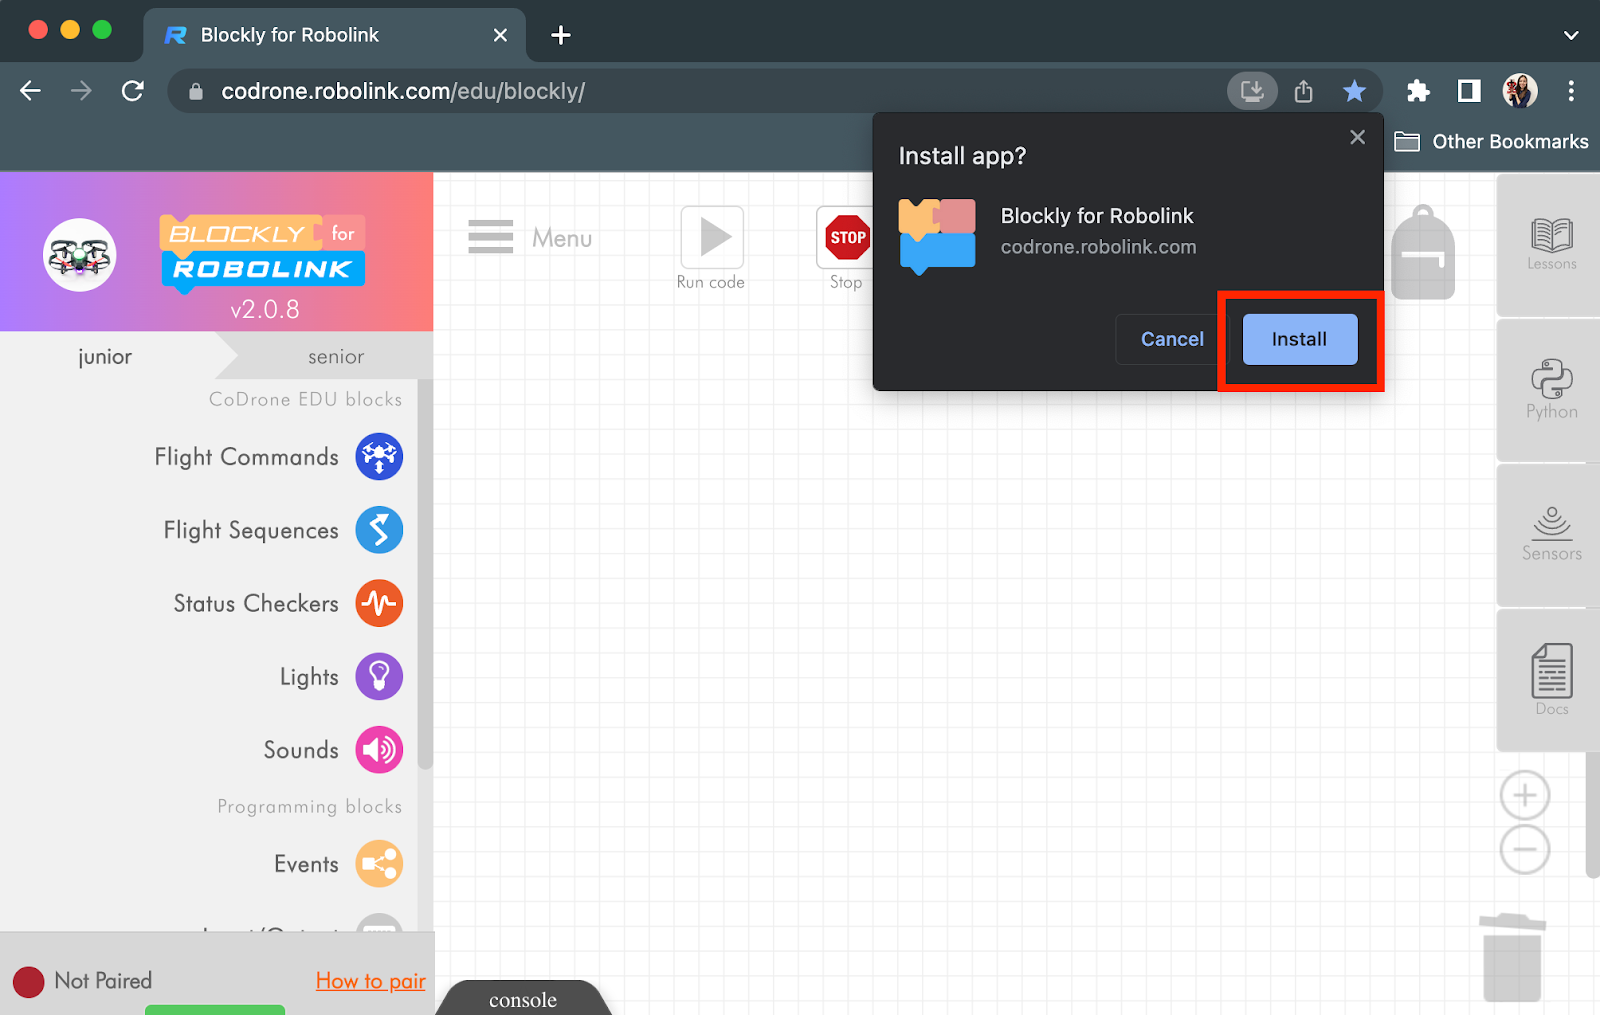 Blockly for Robolink
codrone.robolink.com/edu/blockly/
Other Bookmarks
Install app?
Blockly for Robolink
codrone.robolink.com
Cancel
Install
BLOCKLY for
ROBOLINK
v2.0.8
Menu
Run code
STOP
Stop
junior
senior
CoDrone EDU blocks
Flight Commands
Flight Sequences
Status Checkers
Lights
Sounds
Programming blocks
Events
Lessons
Python
Sensors
Docs
Not Paired
How to pair
console